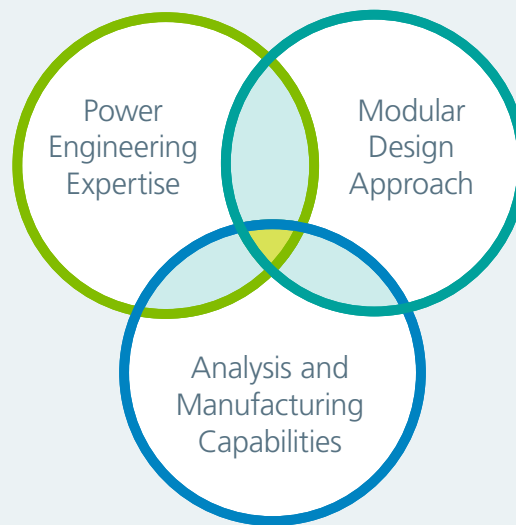 Power
Engineering
Expertise
Modular
Design
Approach
Analysis and
Manufacturing
Capabilities